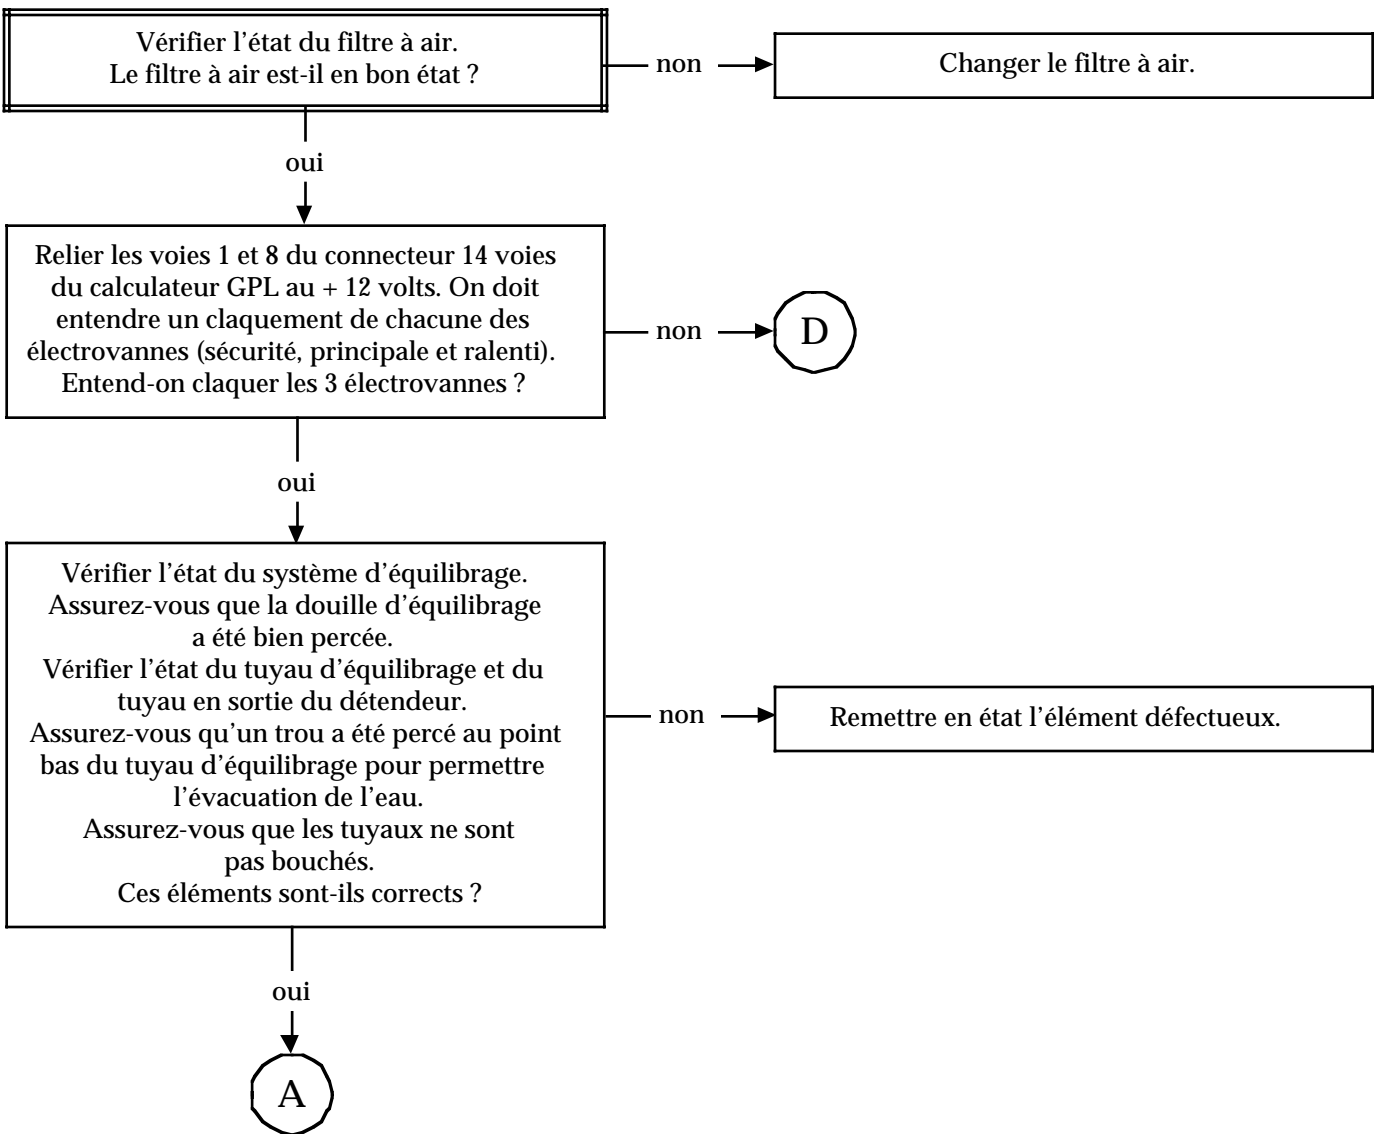 Vérifier l'état du filtre à air.
Le filtre à air est-il en bon état ?
non
Changer le filtre à air.
oui
Relier les voies 1 et 8 du connecteur 14 voies
du calculateur GPL au + 12 volts. On doit
entendre un claquement de chacune des
électrovannes (sécurité, principale et ralenti).
Entend-on claquer les 3 électrovannes ?
non
D
oui
Vérifier l'état du système d'équilibrage.
Assurez-vous que la douille d'équilibrage
a été bien percée.
Vérifier l'état du tuyau d'équilibrage et du
tuyau en sortie du détendeur.
Assurez-vous qu'un trou a été percé au point
bas du tuyau d'équilibrage pour permettre
l'évacuation de l'eau.
Assurez-vous que les tuyaux ne sont
pas bouchés.
Ces éléments sont-ils corrects ?
non
Remettre en état l'élément défectueux.
oui
A